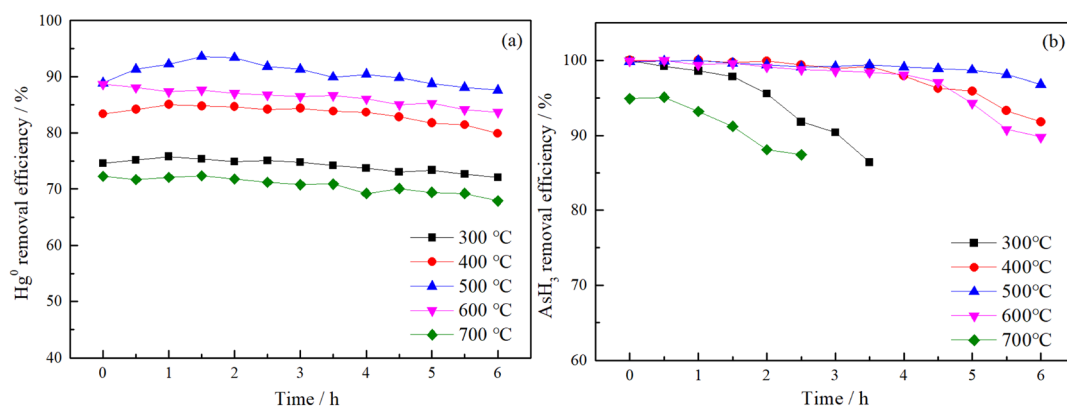 (a)
Hg⁰ removal efficiency / %
100
90
80
70
60
50
40
300 °C
400 °C
500 °C
600 °C
700 °C
0 1 2 3 4 5 6
Time / h
(b)
AsH₃ removal efficiency / %
100
90
80
70
60
300°C
400°C
500°C
600°C
700°C
0 1 2 3 4 5 6
Time / h